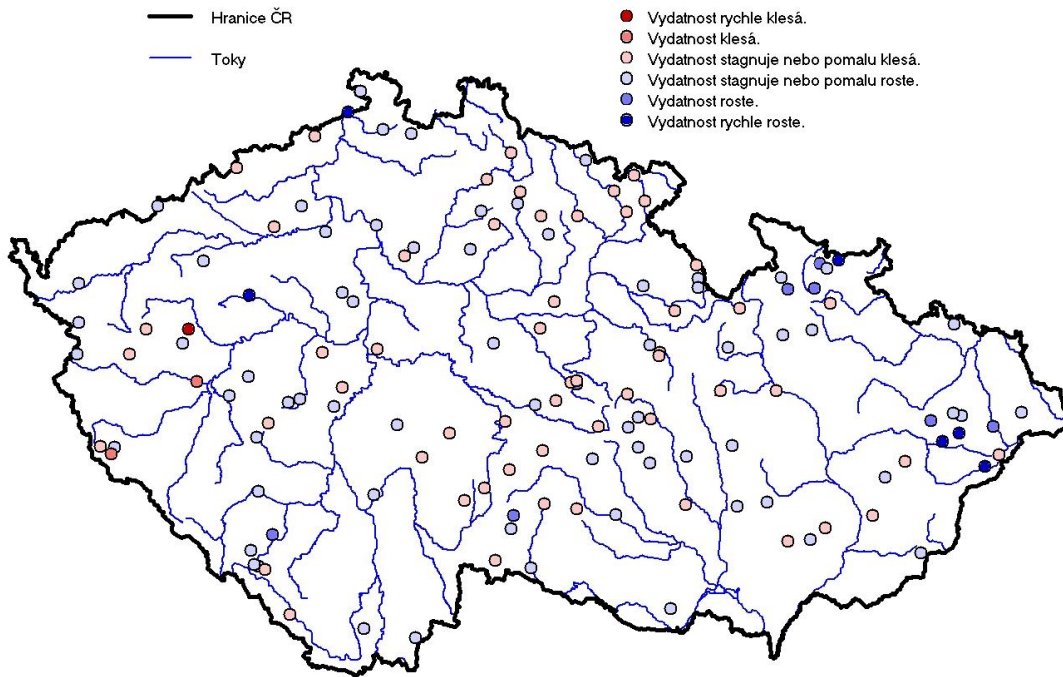 Hranice ČR
Toky
Vydatnost rychle klesá.
Vydatnost klesá.
Vydatnost stagnuje nebo pomalu klesá.
Vydatnost stagnuje nebo pomalu roste.
Vydatnost roste.
Vydatnost rychle roste.